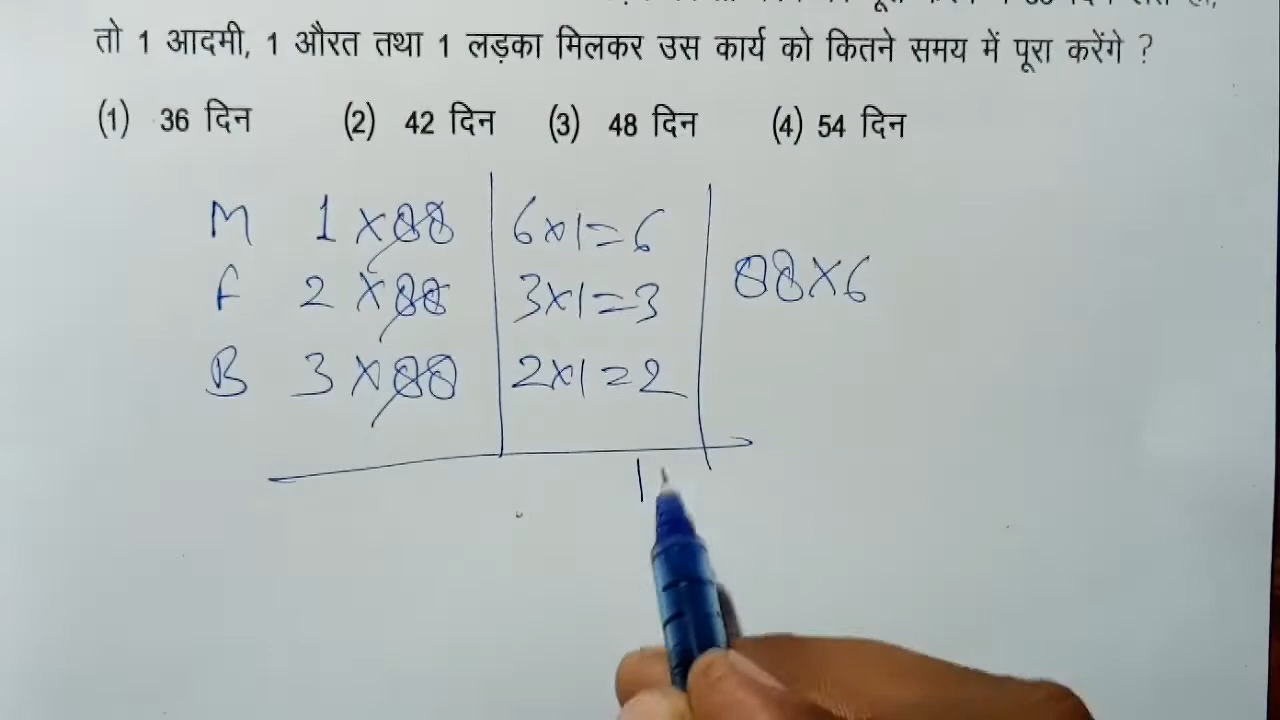 तो 1 आदमी, 1 औरत तथा 1 लड़का मिलकर उस कार्य को कितने समय में पूरा करेंगे ?
(1) 36 दिन (2) 42 दिन (3) 48 दिन (4) 54 दिन
M 1 × 88 6×1=6
F 2 × 88 3×1=3 88×6
B 3 × 88 2×1=2
1